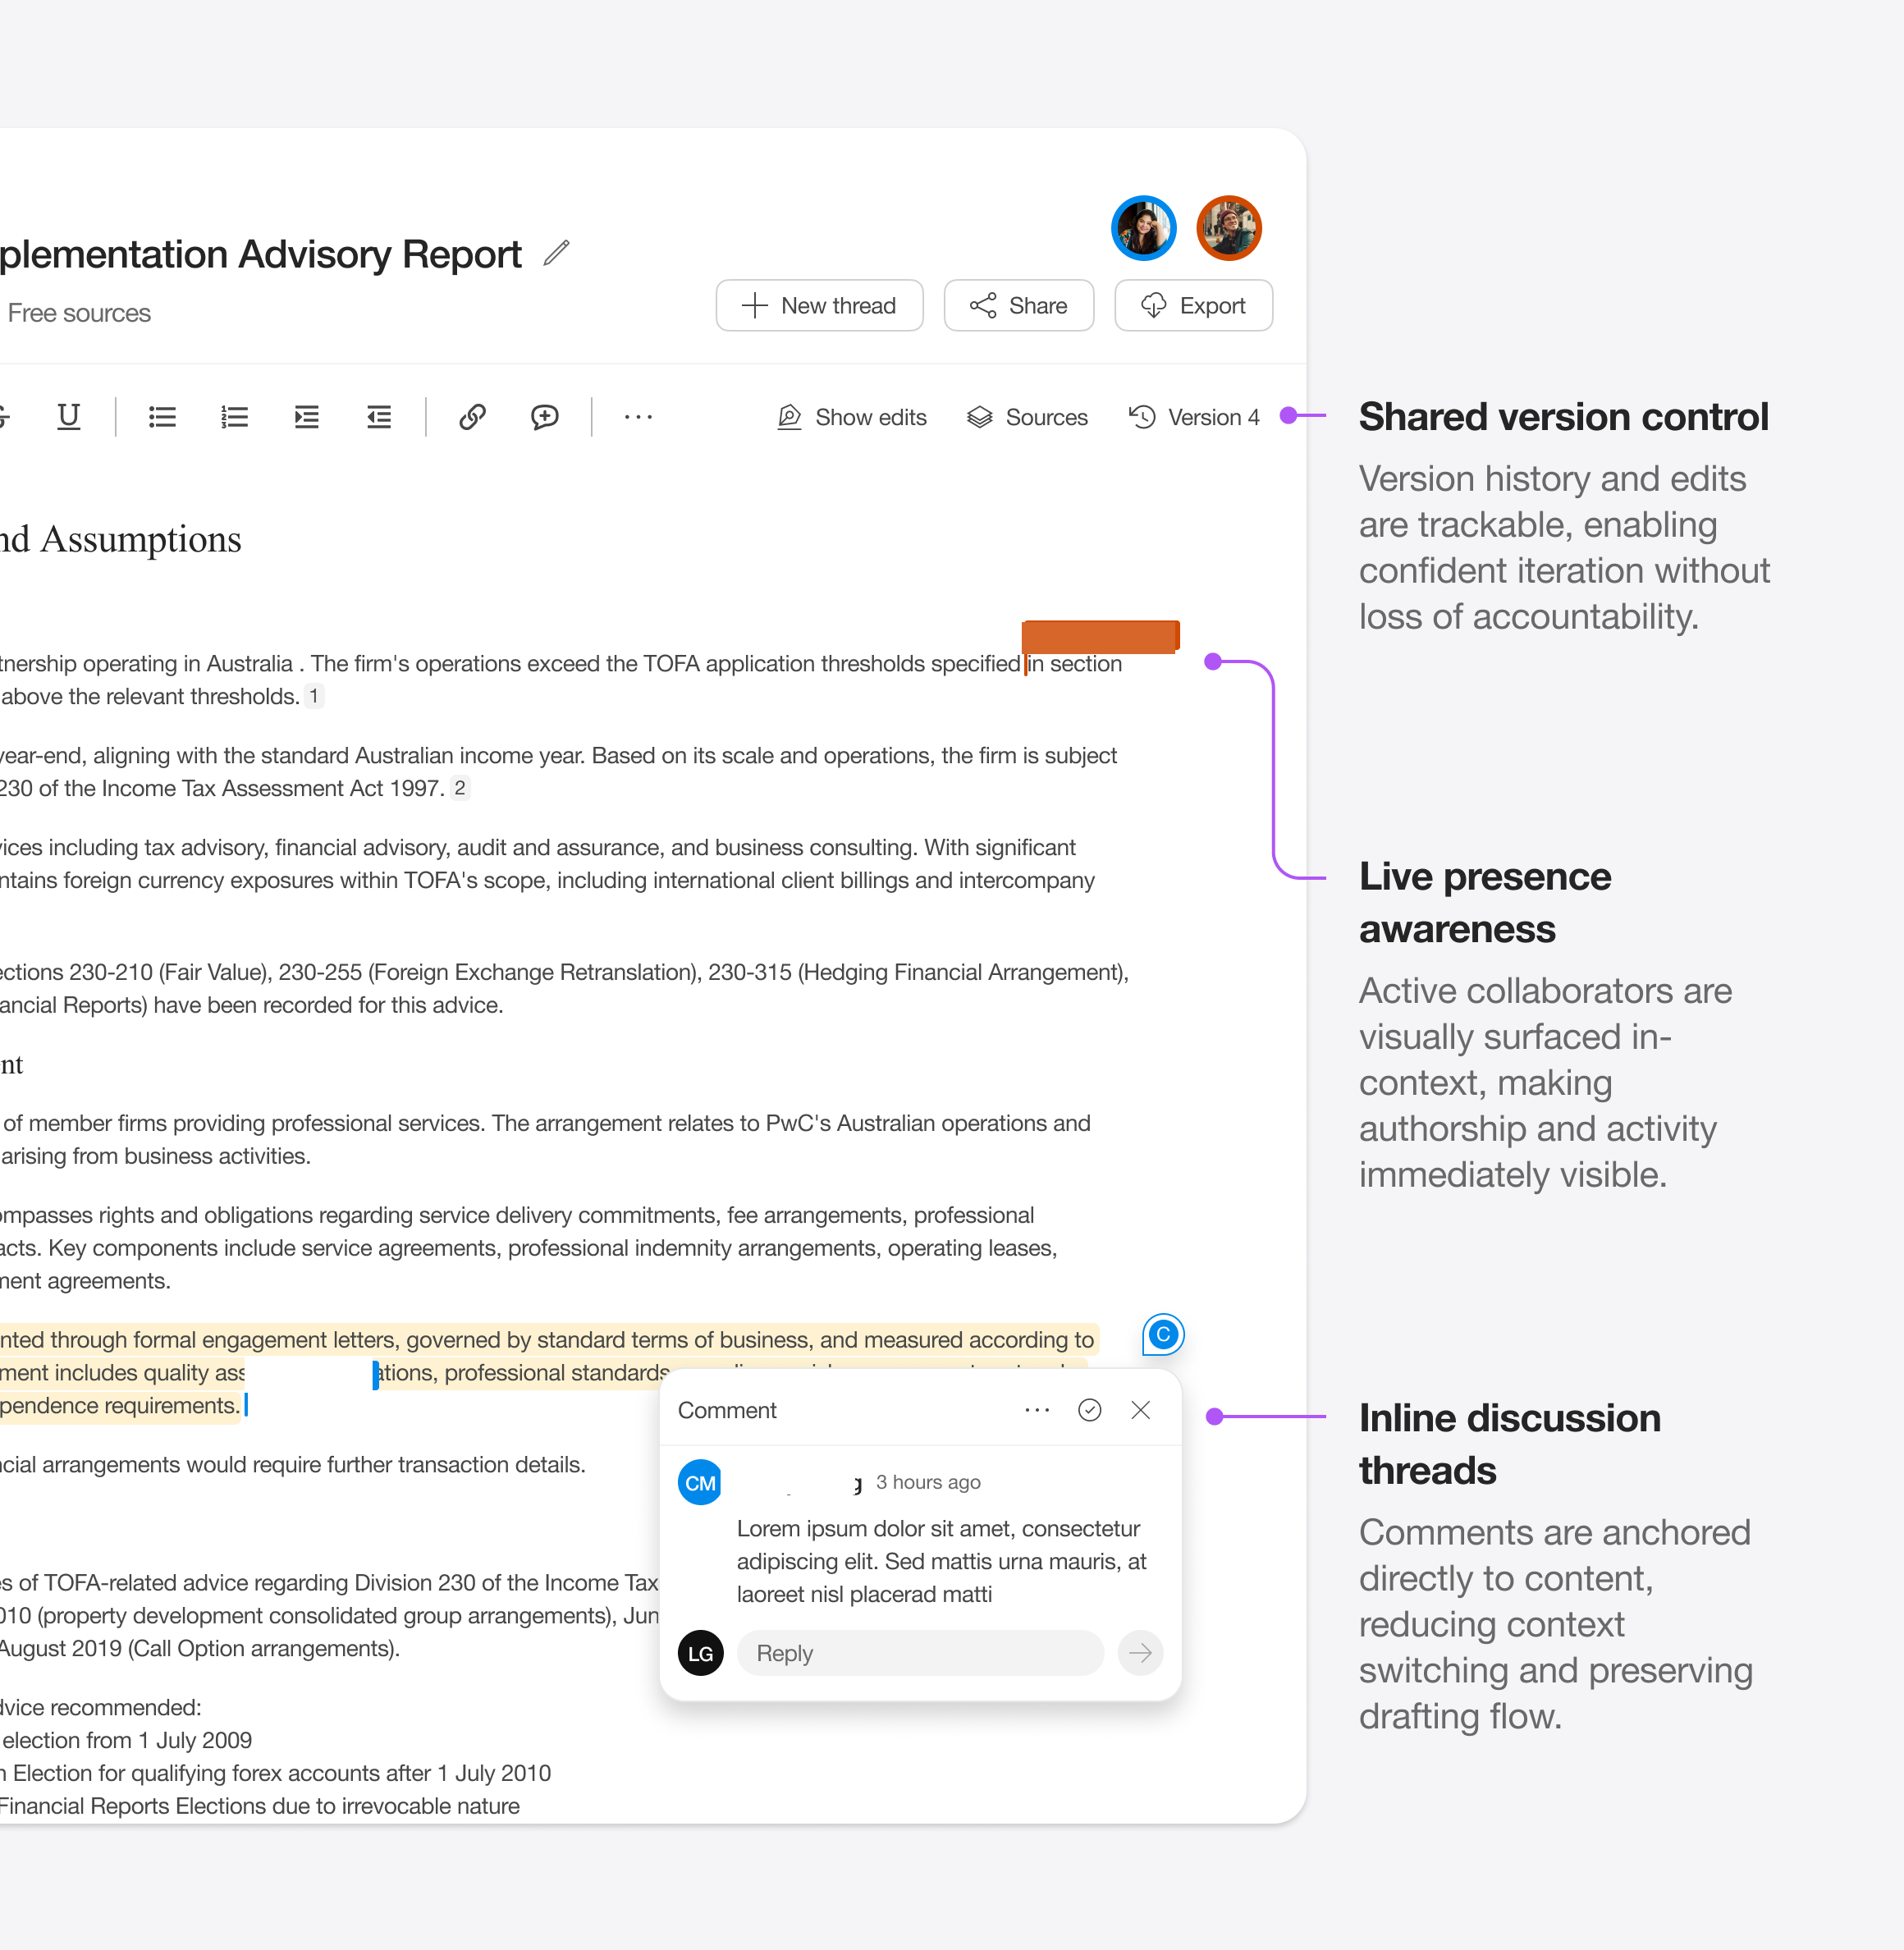 plementation Advisory Report
Free sources
New thread
Share
Export
U
Show edits
Sources
Version 4
nd Assumptions
tnership operating in Australia . The firm's operations exceed the TOFA application thresholds specified in section
above the relevant thresholds. 1
year-end, aligning with the standard Australian income year. Based on its scale and operations, the firm is subject
230 of the Income Tax Assessment Act 1997. 2
vices including tax advisory, financial advisory, audit and assurance, and business consulting. With significant
ntains foreign currency exposures within TOFA's scope, including international client billings and intercompany
ections 230-210 (Fair Value), 230-255 (Foreign Exchange Retranslation), 230-315 (Hedging Financial Arrangement),
ancial Reports) have been recorded for this advice.
nt
of member firms providing professional services. The arrangement relates to PwC's Australian operations and
arising from business activities.
ompasses rights and obligations regarding service delivery commitments, fee arrangements, professional
acts. Key components include service agreements, professional indemnity arrangements, operating leases,
ment agreements.
nted through formal engagement letters, governed by standard terms of business, and measured according to
C
ment includes quality ass ations, professional standards
pendence requirements.
ncial arrangements would require further transaction details.
es of TOFA-related advice regarding Division 230 of the Income Tax
010 (property development consolidated group arrangements), Jun
August 2019 (Call Option arrangements).
dvice recommended:
election from 1 July 2009
n Election for qualifying forex accounts after 1 July 2010
Financial Reports Elections due to irrevocable nature
Comment
CM
g 3 hours ago
Lorem ipsum dolor sit amet, consectetur
adipiscing elit. Sed mattis urna mauris, at
laoreet nisl placerad matti
LG
Reply
Shared version control
Version history and edits
are trackable, enabling
confident iteration without
loss of accountability.
Live presence
awareness
Active collaborators are
visually surfaced in-
context, making
authorship and activity
immediately visible.
Inline discussion
threads
Comments are anchored
directly to content,
reducing context
switching and preserving
drafting flow.